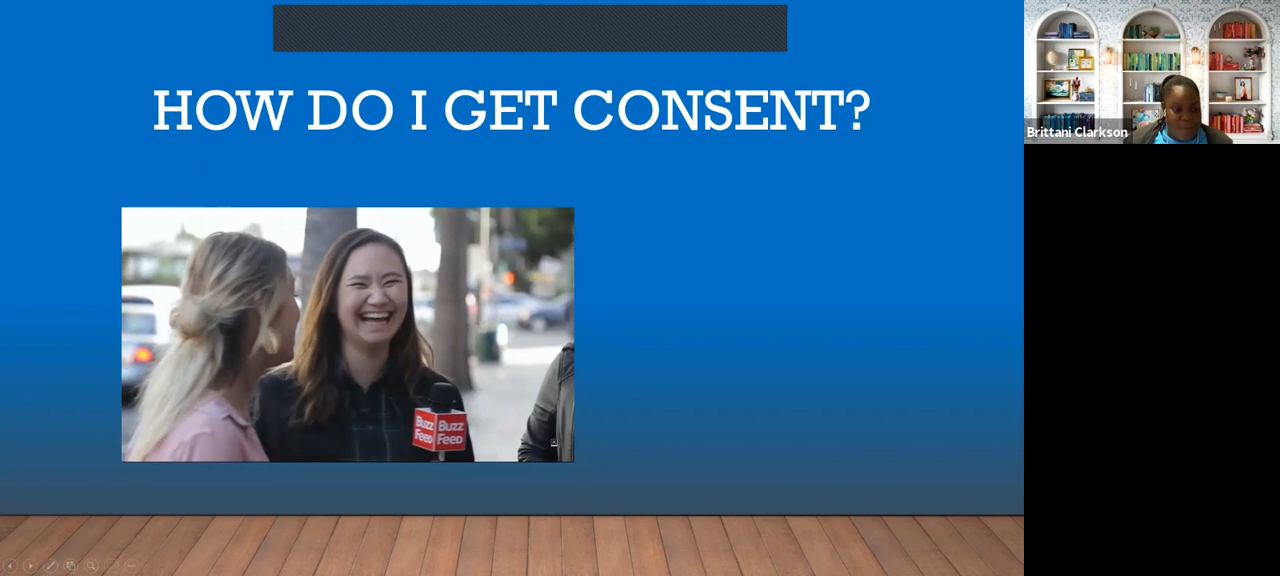 HOW DO I GET CONSENT?
Brittani Clarkson
Buzz Buzz
Feed Feed